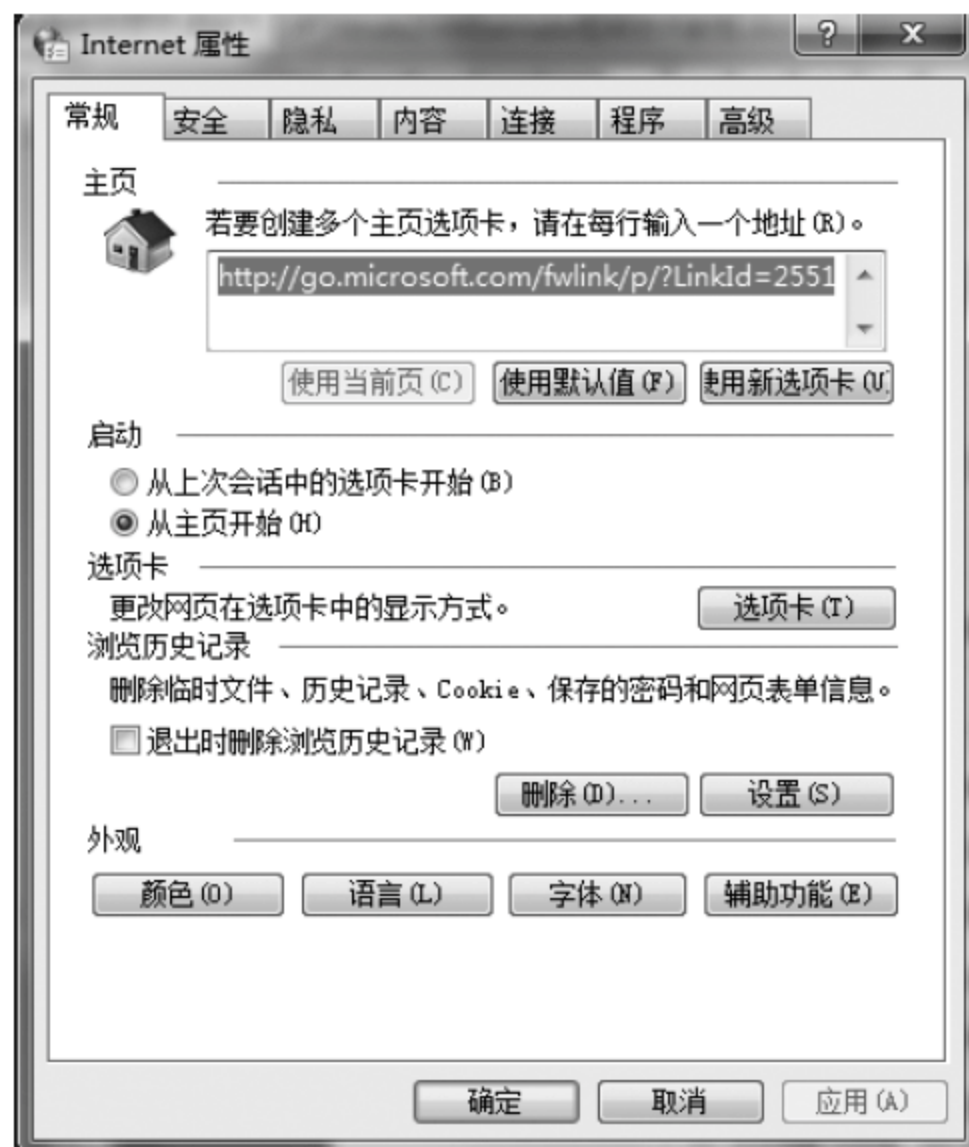 Internet 属性
常规 安全 隐私 内容 连接 程序 高级
主页
若要创建多个主页选项卡，请在每行输入一个地址(R)。
http://go.microsoft.com/fwlink/p/?LinkId=2551
使用当前页(C) 使用默认值(F) 使用新选项卡(U)
启动
从上次会话中的选项卡开始(B)
从主页开始(H)
选项卡
更改网页在选项卡中的显示方式。 选项卡(T)
浏览历史记录
删除临时文件、历史记录、Cookie、保存的密码和网页表单信息。
退出时删除浏览历史记录(W)
删除(D)... 设置(S)
外观
颜色(O) 语言(L) 字体(N) 辅助功能(E)
确定 取消 应用(A)